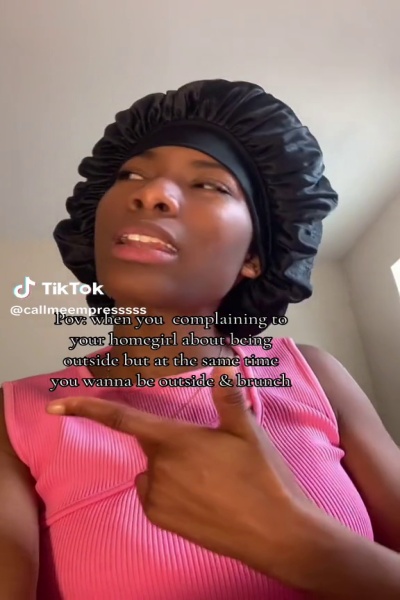 TikTok
@callmeempresssss
Pov: when you complaining to
your homegirl about being
outside but at the same time
you wanna be outside & brunch